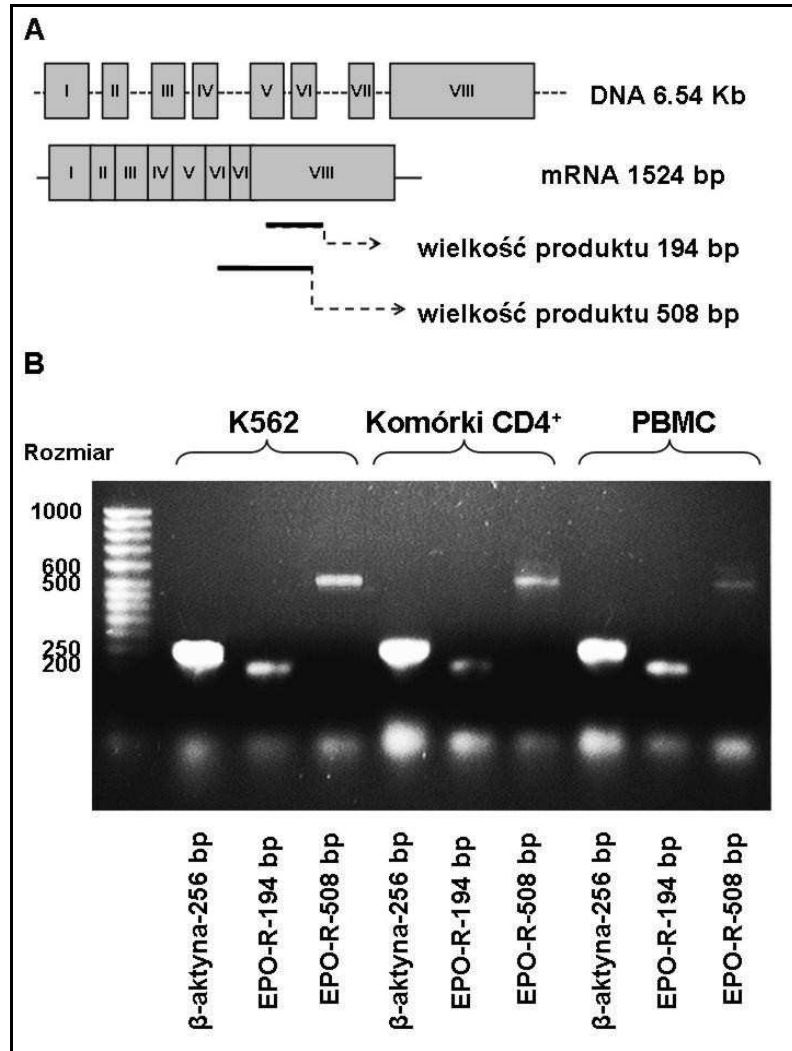 A
I II III IV V VI VII VIII
DNA 6.54 Kb
I II III IV V VI VI VIII
mRNA 1524 bp
wielkość produktu 194 bp
wielkość produktu 508 bp
B
K562 Komórki CD4⁺ PBMC
Rozmiar
1000
600
500
250
200
β-aktyna-256 bp
EPO-R-194 bp
EPO-R-508 bp
β-aktyna-256 bp
EPO-R-194 bp
EPO-R-508 bp
β-aktyna-256 bp
EPO-R-194 bp
EPO-R-508 bp